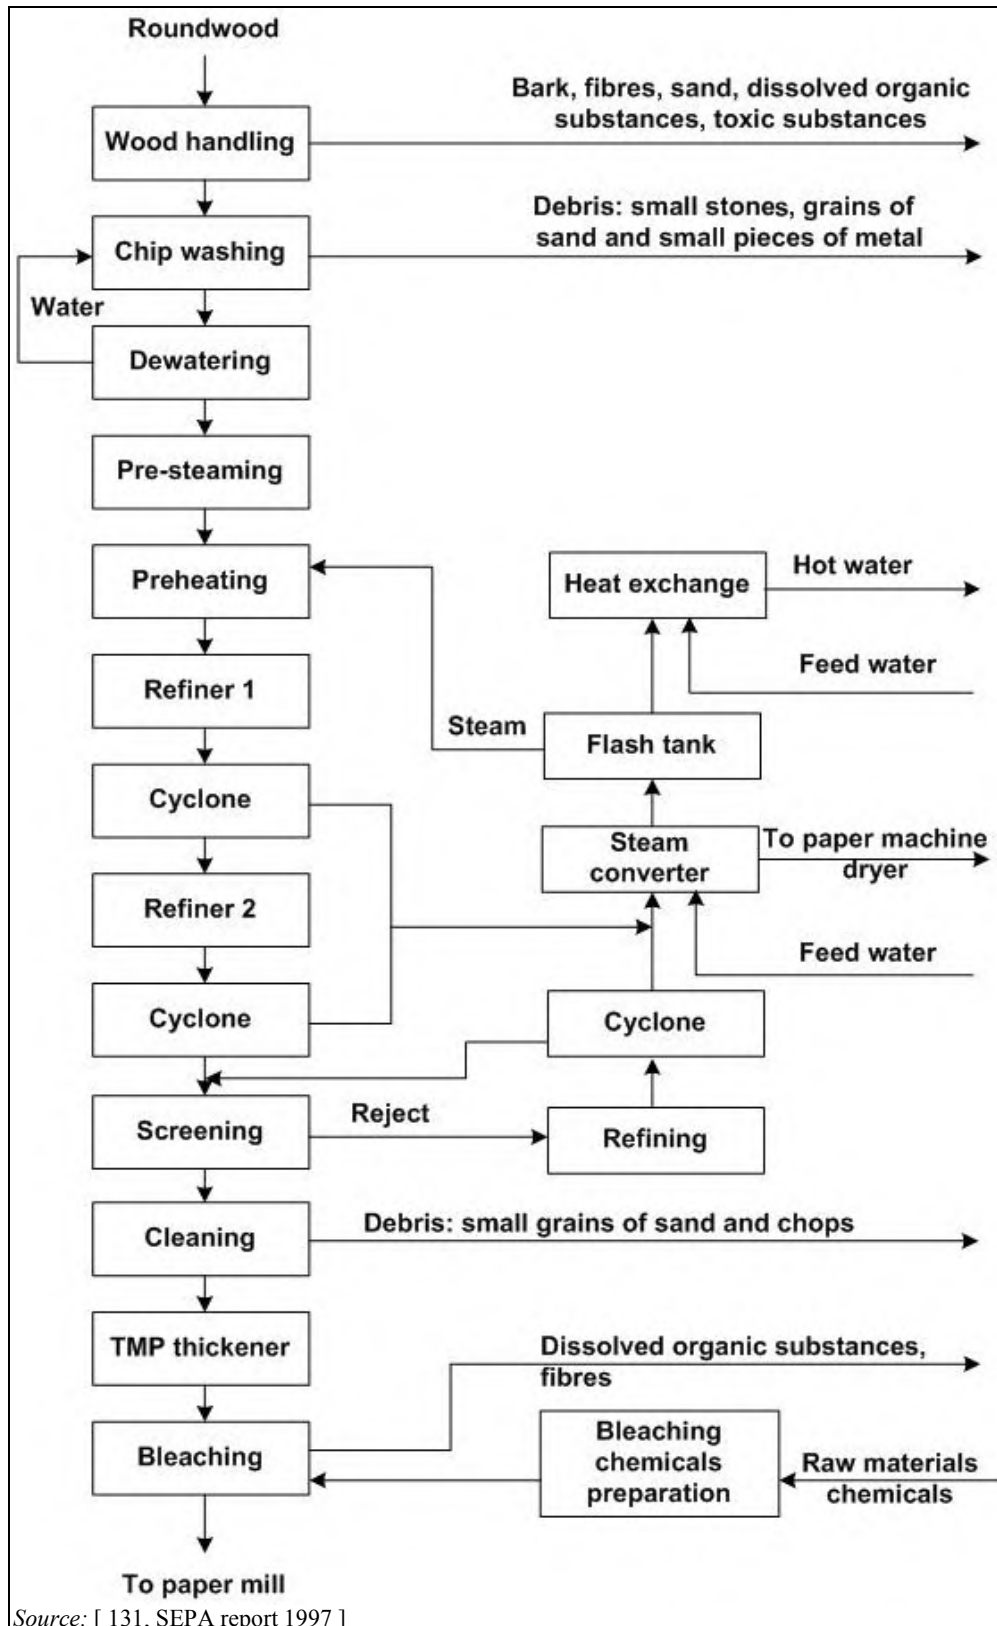 Roundwood
Bark, fibres, sand, dissolved organic
substances, toxic substances
Wood handling
Debris: small stones, grains of
sand and small pieces of metal
Chip washing
Water
Dewatering
Pre-steaming
Preheating
Heat exchange
Hot water
Feed water
Refiner 1
Steam
Flash tank
Cyclone
Steam
converter
To paper machine
dryer
Refiner 2
Feed water
Cyclone
Cyclone
Screening
Reject
Refining
Cleaning
Debris: small grains of sand and chops
TMP thickener
Dissolved organic substances,
fibres
Bleaching
Bleaching
chemicals
preparation
Raw materials
chemicals
To paper mill
Source: [ 131, SEPA report 1997 ]